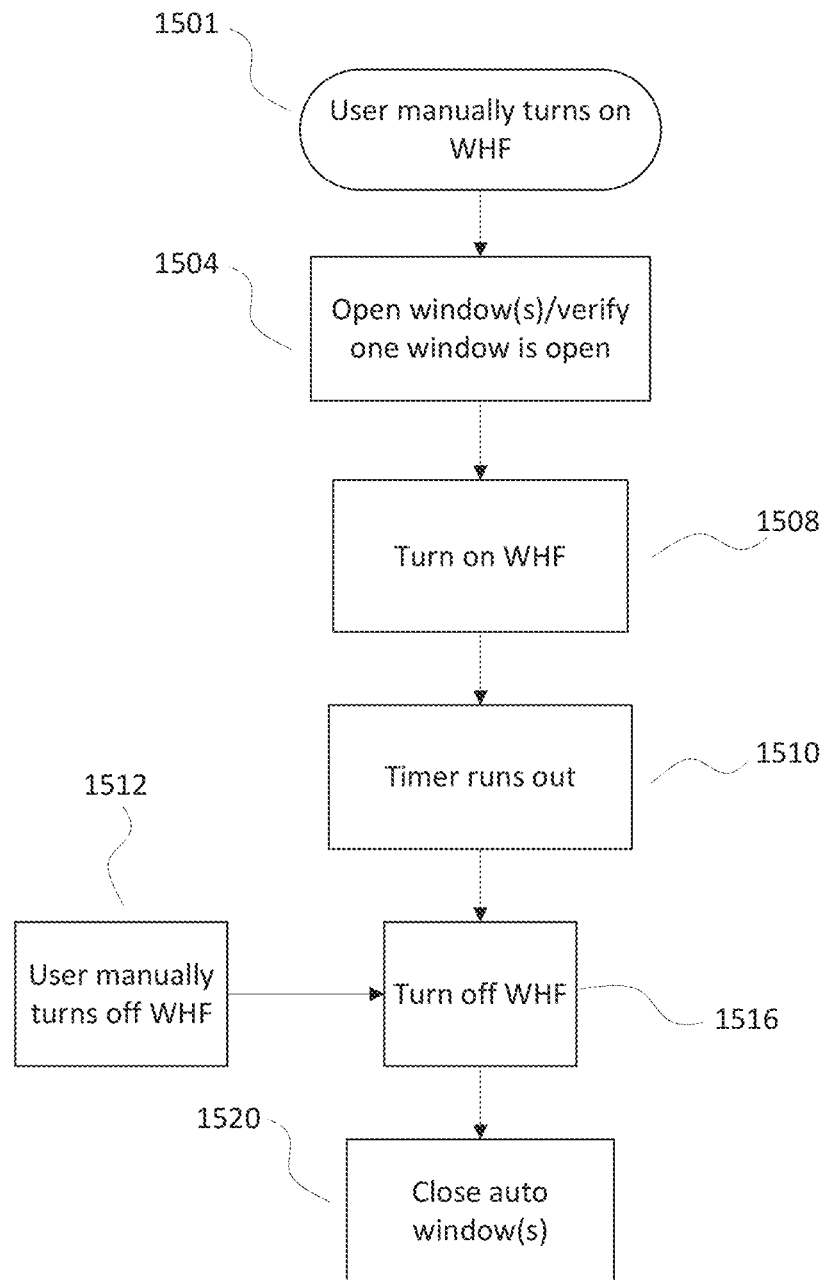 1501
User manually turns on
WHF
1504
Open window(s)/verify
one window is open
1508
Turn on WHF
1510
Timer runs out
1512
User manually
turns off WHF
Turn off WHF
1516
1520
Close auto
window(s)